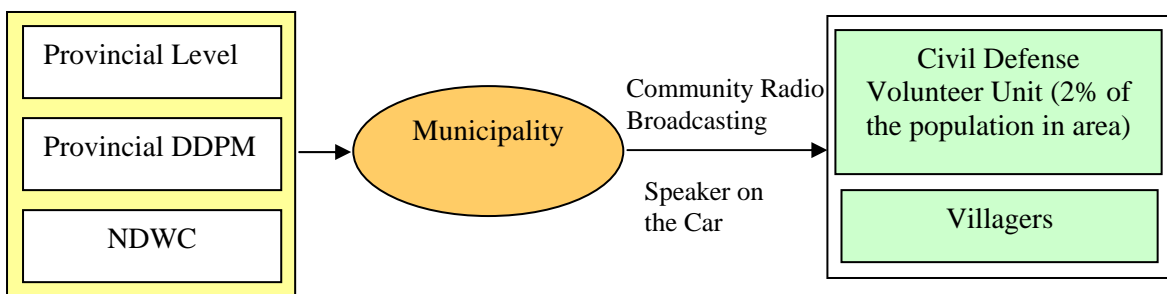 Provincial Level
Provincial DDPM
NDWC
Municipality
Community Radio
Broadcasting
Speaker on
the Car
Civil Defense
Volunteer Unit (2% of
the population in area)
Villagers